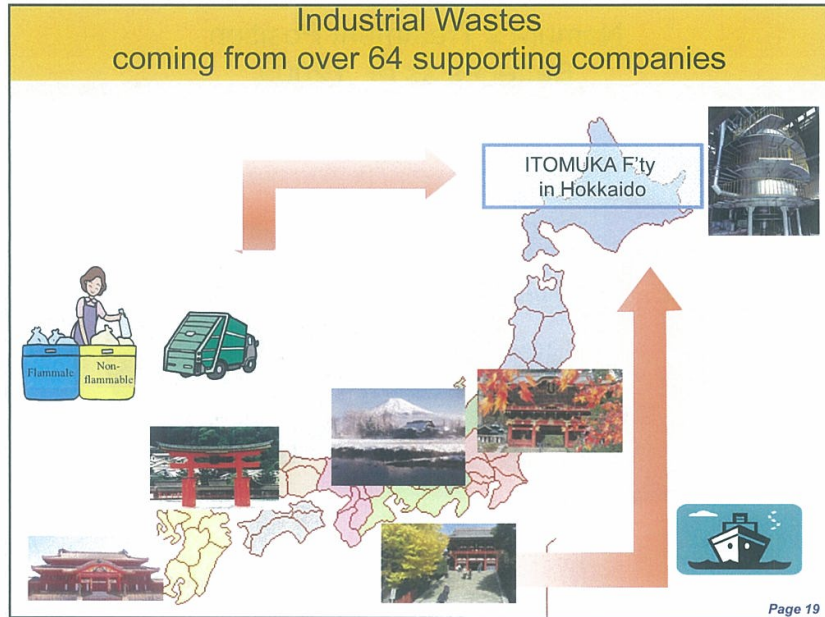 Industrial Wastes
coming from over 64 supporting companies
ITOMUKA F'ty
in Hokkaido
Flammale
Non-
flammable
Page 19